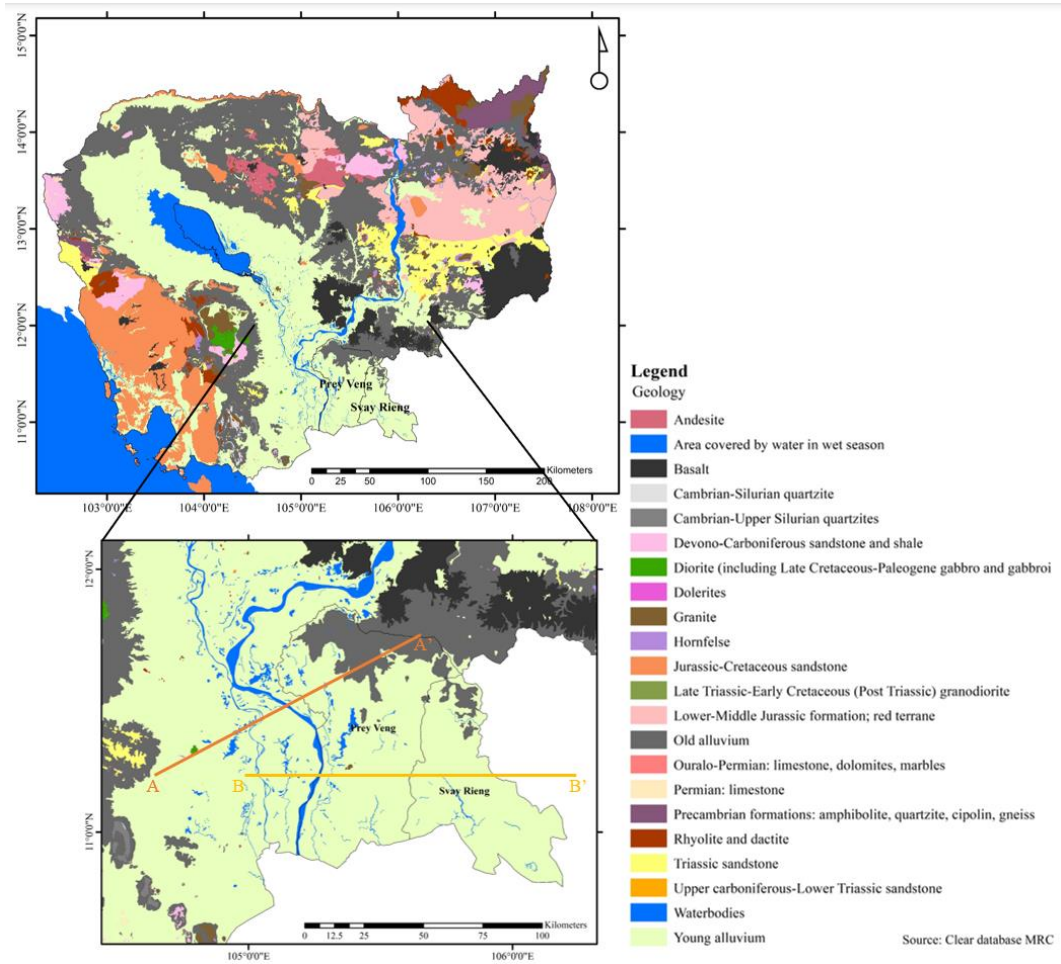 15°0'0"N
14°0'0"N
13°0'0"N
12°0'0"N
11°0'0"N
Prey Veng
Svay Rieng
Kilometers
0 25 50 100 150 200
103°0'0"E 104°0'0"E 105°0'0"E 106°0'0"E 107°0'0"E 108°0'0"E
12°0'0"N
11°0'0"N
A'
Prey Veng
A B B'
Svay Rieng
Kilometers
0 12.5 25 50 75 100
105°0'0"E 106°0'0"E
Legend
Geology
Andesite
Area covered by water in wet season
Basalt
Cambrian-Silurian quartzite
Cambrian-Upper Silurian quartzites
Devono-Carboniferous sandstone and shale
Diorite (including Late Cretaceous-Paleogene gabbro and gabbroi
Dolerites
Granite
Hornfelse
Jurassic-Cretaceous sandstone
Late Triassic-Early Cretaceous (Post Triassic) granodiorite
Lower-Middle Jurassic formation; red terrane
Old alluvium
Ouralo-Permian: limestone, dolomites, marbles
Permian: limestone
Precambrian formations: amphibolite, quartzite, cipolin, gneiss
Rhyolite and dactite
Triassic sandstone
Upper carboniferous-Lower Triassic sandstone
Waterbodies
Young alluvium
Source: Clear database MRC